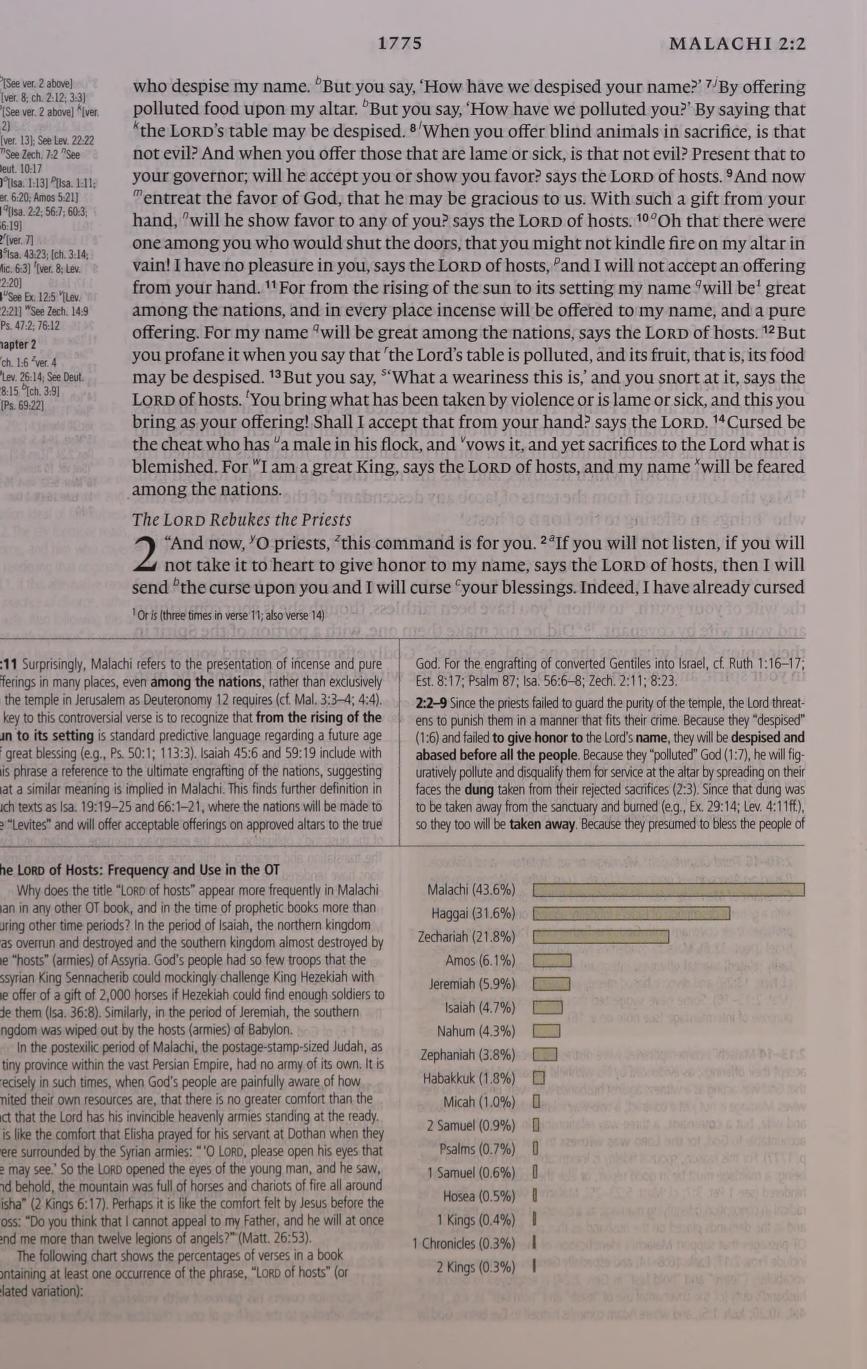 1775
MALACHI 2:2
[See ver. 2 above]
[ver. 8; ch. 2:12; 3:3]
[See ver. 2 above] k[ver.
2]
[ver. 13]; See Lev. 22:22
m See Zech. 7:2 n See
eut. 10:17
o[Isa. 1:13] p[Isa. 1:11;
er. 6:20; Amos 5:21]
q[Isa. 2:2; 56:7; 60:3;
6:19]
r[ver. 7]
s Isa. 43:23; [ch. 3:14;
lic. 6:3] t[ver. 8; Lev.
2:20]
u See Ex. 12:5 v[Lev.
2:21] w See Zech. 14:9
Ps. 47:2; 76:12
hapter 2
ch. 1:6 z ver. 4
a Lev. 26:14; See Deut.
8:15 b[ch. 3:9]
[Ps. 69:22]
who despise my name. b But you say, ‘How have we despised your name?’ 7 j By offering
polluted food upon my altar. b But you say, ‘How have we polluted you?’ By saying that
k the LORD’s table may be despised. 8 l When you offer blind animals in sacrifice, is that
not evil? And when you offer those that are lame or sick, is that not evil? Present that to
your governor; will he accept you or show you favor? says the LORD of hosts. 9 And now
m entreat the favor of God, that he may be gracious to us. With such a gift from your
hand, n will he show favor to any of you? says the LORD of hosts. 10 o Oh that there were
one among you who would shut the doors, that you might not kindle fire on my altar in
vain! I have no pleasure in you, says the LORD of hosts, p and I will not accept an offering
from your hand. 11 For from the rising of the sun to its setting my name q will be 1 great
among the nations, and in every place incense will be offered to my name, and a pure
offering. For my name q will be great among the nations, says the LORD of hosts. 12 But
you profane it when you say that r the Lord’s table is polluted, and its fruit, that is, its food
may be despised. 13 But you say, s ‘What a weariness this is,’ and you snort at it, says the
LORD of hosts. t You bring what has been taken by violence or is lame or sick, and this you
bring as your offering! Shall I accept that from your hand? says the LORD. 14 Cursed be
the cheat who has u a male in his flock, and v vows it, and yet sacrifices to the Lord what is
blemished. For w I am a great King, says the LORD of hosts, and my name x will be feared
among the nations.
The LORD Rebukes the Priests
2 “And now, y O priests, z this command is for you. 2 a If you will not listen, if you will
not take it to heart to give honor to my name, says the LORD of hosts, then I will
send b the curse upon you and I will curse c your blessings. Indeed, I have already cursed
1 Or is (three times in verse 11; also verse 14)
:11 Surprisingly, Malachi refers to the presentation of incense and pure
fferings in many places, even among the nations, rather than exclusively
the temple in Jerusalem as Deuteronomy 12 requires (cf. Mal. 3:3–4; 4:4).
key to this controversial verse is to recognize that from the rising of the
un to its setting is standard predictive language regarding a future age
f great blessing (e.g., Ps. 50:1; 113:3). Isaiah 45:6 and 59:19 include with
is phrase a reference to the ultimate engrafting of the nations, suggesting
at a similar meaning is implied in Malachi. This finds further definition in
uch texts as Isa. 19:19–25 and 66:1–21, where the nations will be made to
e “Levites” and will offer acceptable offerings on approved altars to the true
God. For the engrafting of converted Gentiles into Israel, cf. Ruth 1:16–17;
Est. 8:17; Psalm 87; Isa. 56:6–8; Zech. 2:11; 8:23.
2:2–9 Since the priests failed to guard the purity of the temple, the Lord threat-
ens to punish them in a manner that fits their crime. Because they “despised”
(1:6) and failed to give honor to the Lord’s name, they will be despised and
abased before all the people. Because they “polluted” God (1:7), he will fig-
uratively pollute and disqualify them for service at the altar by spreading on their
faces the dung taken from their rejected sacrifices (2:3). Since that dung was
to be taken away from the sanctuary and burned (e.g., Ex. 29:14; Lev. 4:11ff.),
so they too will be taken away. Because they presumed to bless the people of
he LORD of Hosts: Frequency and Use in the OT
Why does the title “LORD of hosts” appear more frequently in Malachi
an in any other OT book, and in the time of prophetic books more than
uring other time periods? In the period of Isaiah, the northern kingdom
as overrun and destroyed and the southern kingdom almost destroyed by
e “hosts” (armies) of Assyria. God’s people had so few troops that the
ssyrian King Sennacherib could mockingly challenge King Hezekiah with
e offer of a gift of 2,000 horses if Hezekiah could find enough soldiers to
de them (Isa. 36:8). Similarly, in the period of Jeremiah, the southern
ngdom was wiped out by the hosts (armies) of Babylon.
In the postexilic period of Malachi, the postage-stamp-sized Judah, as
tiny province within the vast Persian Empire, had no army of its own. It is
recisely in such times, when God’s people are painfully aware of how
mited their own resources are, that there is no greater comfort than the
ct that the Lord has his invincible heavenly armies standing at the ready.
is like the comfort that Elisha prayed for his servant at Dothan when they
ere surrounded by the Syrian armies: “‘O LORD, please open his eyes that
e may see.’ So the LORD opened the eyes of the young man, and he saw,
nd behold, the mountain was full of horses and chariots of fire all around
isha” (2 Kings 6:17). Perhaps it is like the comfort felt by Jesus before the
oss: “Do you think that I cannot appeal to my Father, and he will at once
end me more than twelve legions of angels?” (Matt. 26:53).
The following chart shows the percentages of verses in a book
ontaining at least one occurrence of the phrase, “LORD of hosts” (or
elated variation):
Malachi (43.6%)
Haggai (31.6%)
Zechariah (21.8%)
Amos (6.1%)
Jeremiah (5.9%)
Isaiah (4.7%)
Nahum (4.3%)
Zephaniah (3.8%)
Habakkuk (1.8%)
Micah (1.0%)
2 Samuel (0.9%)
Psalms (0.7%)
1 Samuel (0.6%)
Hosea (0.5%)
1 Kings (0.4%)
1 Chronicles (0.3%)
2 Kings (0.3%)